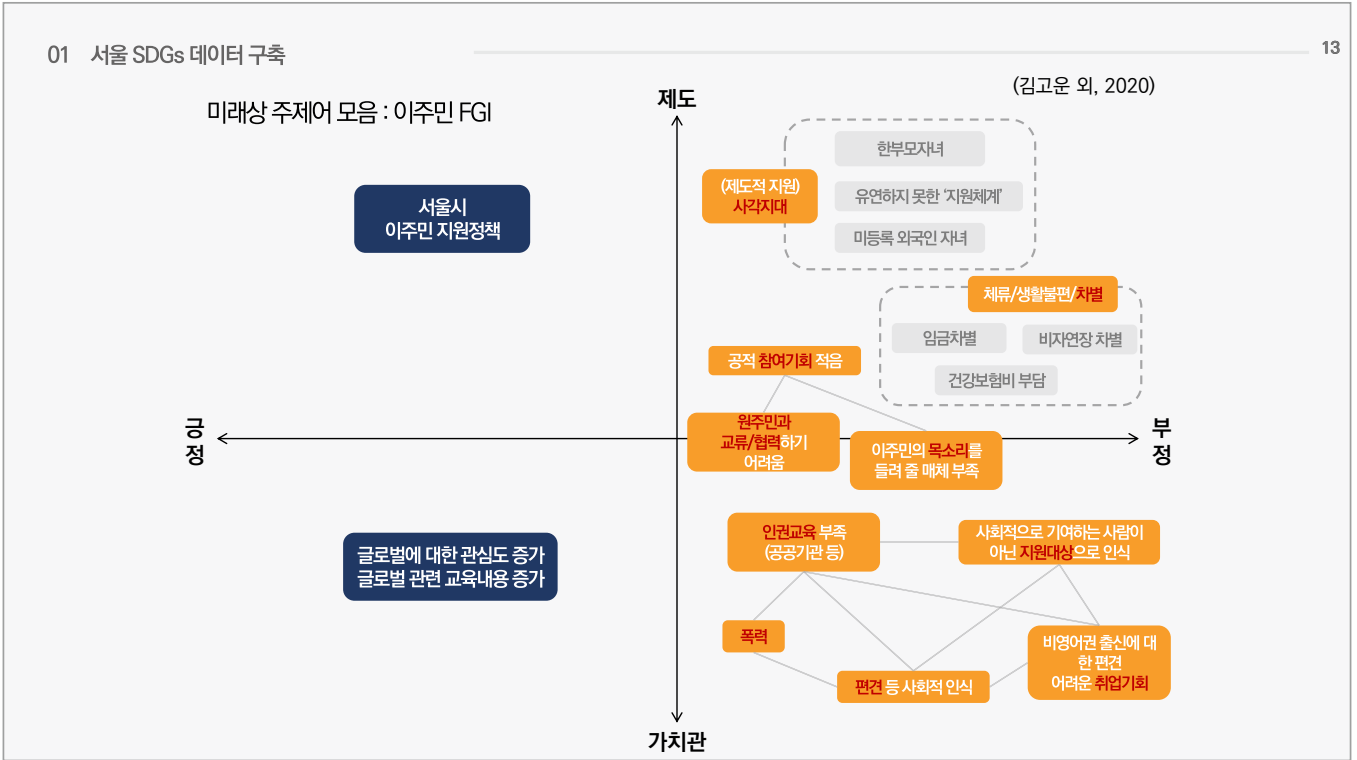 01 서울 SDGs 데이터 구축
13
(김고운 외, 2020)
미래상 주제어 모음 : 이주민 FGI
제도
한부모자녀
(제도적 지원)
사각지대
유연하지 못한 ‘지원체계’
미등록 외국인 자녀
서울시
이주민 지원정책
체류/생활불편/차별
임금차별
비자연장 차별
건강보험비 부담
공적 참여기회 적음
긍
정
원주민과
교류/협력하기
어려움
이주민의 목소리를
들려 줄 매체 부족
부
정
글로벌에 대한 관심도 증가
글로벌 관련 교육내용 증가
인권교육 부족
(공공기관 등)
사회적으로 기여하는 사람이
아닌 지원대상으로 인식
폭력
편견 등 사회적 인식
비영어권 출신에 대
한 편견
어려운 취업기회
가치관